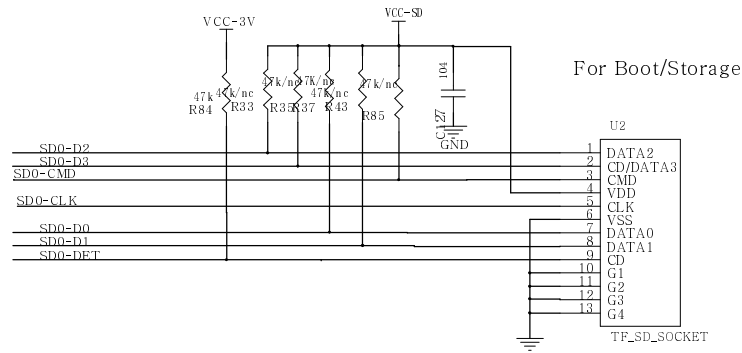 VCC-3V
VCC-SD
For Boot/Storage
47k
R84
47k/nc
R33
47k/nc
R35
47K/nc
R37
47k/nc
R43
47k/nc
R85
104
C127
GND
U2
SD0-D2
SD0-D3
SD0-CMD
SD0-CLK
SD0-D0
SD0-D1
SD0-DET
1 DATA2
2 CD/DATA3
3 CMD
4 VDD
5 CLK
6 VSS
7 DATA0
8 DATA1
9 CD
10 G1
11 G2
12 G3
13 G4
TF_SD_SOCKET